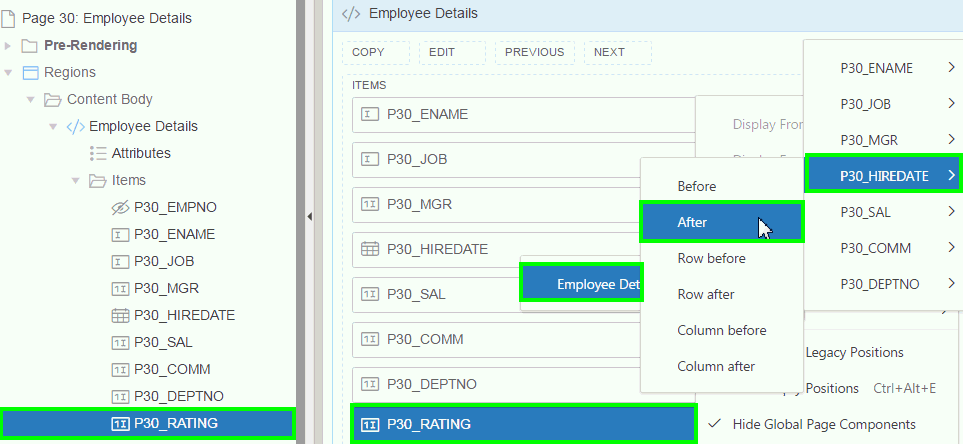 Page 30: Employee Details
Pre-Rendering
Regions
Content Body
Employee Details
Attributes
Items
P30_EMPNO
P30_ENAME
P30_JOB
P30_MGR
P30_HIREDATE
P30_SAL
P30_COMM
P30_DEPTNO
P30_RATING
Employee Details
COPY
EDIT
PREVIOUS
NEXT
ITEMS
P30_ENAME
P30_JOB
P30_MGR
P30_HIREDATE
P30_SAL
P30_COMM
P30_DEPTNO
P30_RATING
Employee Det
Before
After
Row before
Row after
Column before
Column after
Display From
P30_ENAME
P30_JOB
P30_MGR
P30_HIREDATE
P30_SAL
P30_COMM
P30_DEPTNO
Legacy Positions
Positions Ctrl+Alt+E
Hide Global Page Components